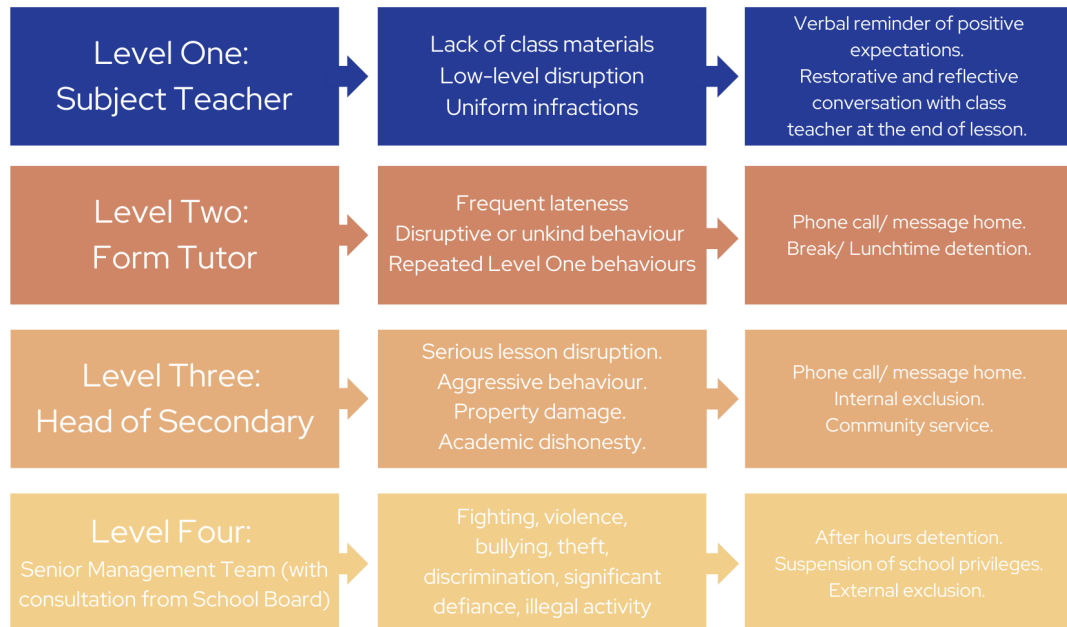 Level One:
Subject Teacher
Lack of class materials
Low-level disruption
Uniform infractions
Verbal reminder of positive
expectations.
Restorative and reflective
conversation with class
teacher at the end of lesson.
Level Two:
Form Tutor
Frequent lateness
Disruptive or unkind behaviour
Repeated Level One behaviours
Phone call/ message home.
Break/ Lunchtime detention.
Level Three:
Head of Secondary
Serious lesson disruption.
Aggressive behaviour.
Property damage.
Academic dishonesty.
Phone call/ message home.
Internal exclusion.
Community service.
Level Four:
Senior Management Team (with
consultation from School Board)
Fighting, violence,
bullying, theft,
discrimination, significant
defiance, illegal activity
After hours detention.
Suspension of school privileges.
External exclusion.